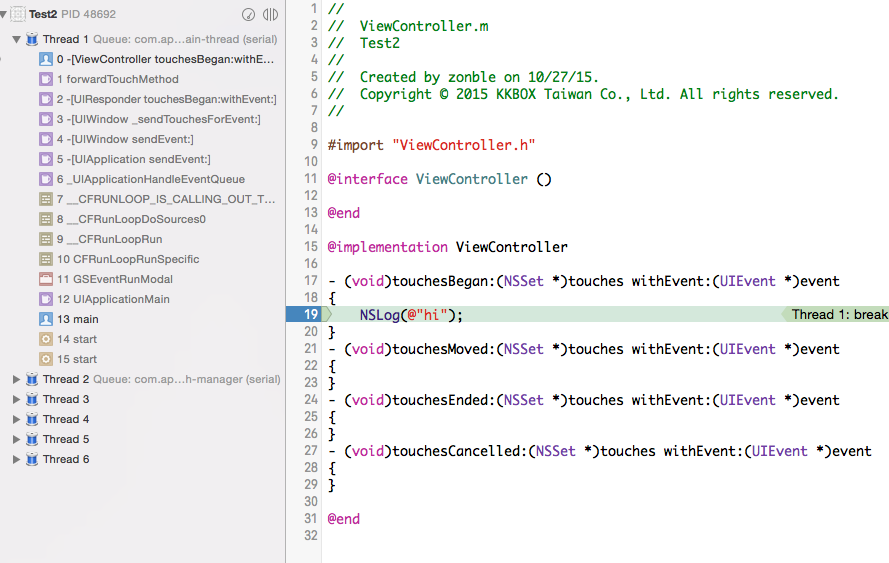 Test2 PID 48692
Thread 1 Queue: com.ap...ain-thread (serial)
0 -[ViewController touchesBegan:withE...
1 forwardTouchMethod
2 -[UIResponder touchesBegan:withEvent:]
3 -[UIWindow _sendTouchesForEvent:]
4 -[UIWindow sendEvent:]
5 -[UIApplication sendEvent:]
6 _UIApplicationHandleEventQueue
7 __CFRUNLOOP_IS_CALLING_OUT_T...
8 __CFRunLoopDoSources0
9 __CFRunLoopRun
10 CFRunLoopRunSpecific
11 GSEventRunModal
12 UIApplicationMain
13 main
14 start
15 start
Thread 2 Queue: com.ap...h-manager (serial)
Thread 3
Thread 4
Thread 5
Thread 6
1 //
2 //  ViewController.m
3 //  Test2
4 //
5 //  Created by zonble on 10/27/15.
6 //  Copyright © 2015 KKBOX Taiwan Co., Ltd. All rights reserved.
7 //
8
9 #import "ViewController.h"
10
11 @interface ViewController ()
12
13 @end
14
15 @implementation ViewController
16
17 - (void)touchesBegan:(NSSet *)touches withEvent:(UIEvent *)event
18 {
19     NSLog(@"hi"); Thread 1: break
20 }
21 - (void)touchesMoved:(NSSet *)touches withEvent:(UIEvent *)event
22 {
23 }
24 - (void)touchesEnded:(NSSet *)touches withEvent:(UIEvent *)event
25 {
26 }
27 - (void)touchesCancelled:(NSSet *)touches withEvent:(UIEvent *)event
28 {
29 }
30
31 @end
32